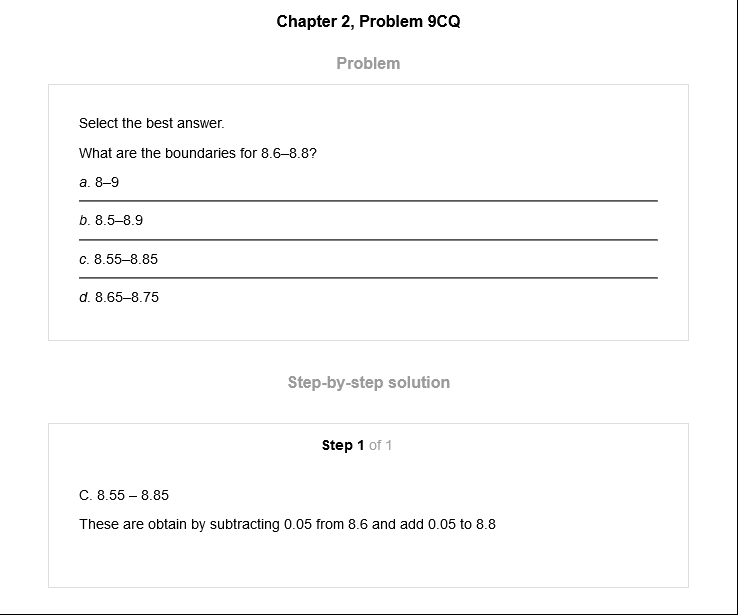 Chapter 2, Problem 9CQ
Problem
Select the best answer.
What are the boundaries for 8.6–8.8?
a. 8–9
b. 8.5–8.9
c. 8.55–8.85
d. 8.65–8.75
Step-by-step solution
Step 1 of 1
C. 8.55 – 8.85
These are obtain by subtracting 0.05 from 8.6 and add 0.05 to 8.8